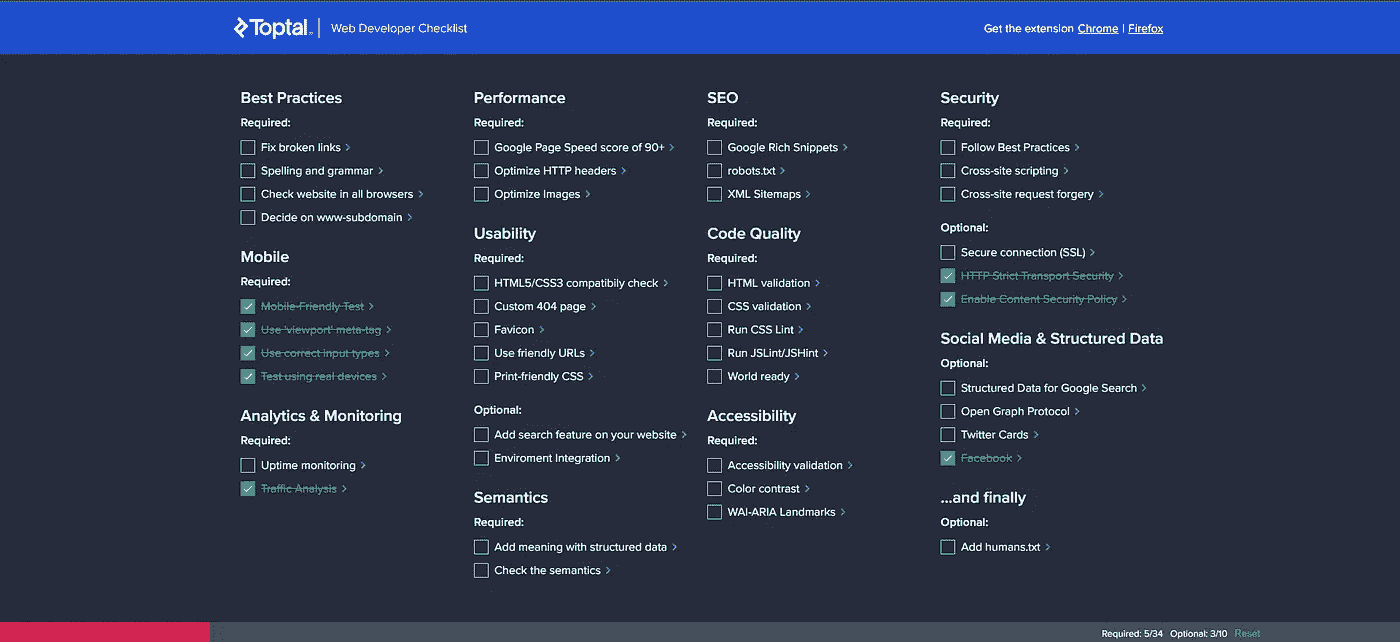 Toptal
Web Developer Checklist
Get the extension Chrome | Firefox
Best Practices
Required:
Fix broken links >
Spelling and grammar >
Check website in all browsers >
Decide on www-subdomain >
Mobile
Required:
Mobile-Friendly Test >
Use 'viewport' meta-tag >
Use correct input types >
Test using real devices >
Analytics & Monitoring
Required:
Uptime monitoring >
Traffic Analysis >
Performance
Required:
Google Page Speed score of 90+ >
Optimize HTTP headers >
Optimize Images >
Usability
Required:
HTML5/CSS3 compatibily check >
Custom 404 page >
Favicon >
Use friendly URLs >
Print-friendly CSS >
Optional:
Add search feature on your website >
Enviroment Integration >
Semantics
Required:
Add meaning with structured data >
Check the semantics >
SEO
Required:
Google Rich Snippets >
robots.txt >
XML Sitemaps >
Code Quality
Required:
HTML validation >
CSS validation >
Run CSS Lint >
Run JSLint/JSHint >
World ready >
Accessibility
Required:
Accessibility validation >
Color contrast >
WAI-ARIA Landmarks >
Security
Required:
Follow Best Practices >
Cross-site scripting >
Cross-site request forgery >
Optional:
Secure connection (SSL) >
HTTP Strict Transport Security >
Enable Content Security Policy >
Social Media & Structured Data
Optional:
Structured Data for Google Search >
Open Graph Protocol >
Twitter Cards >
Facebook >
...and finally
Optional:
Add humans.txt >
Required: 5/34 Optional: 3/10 Reset